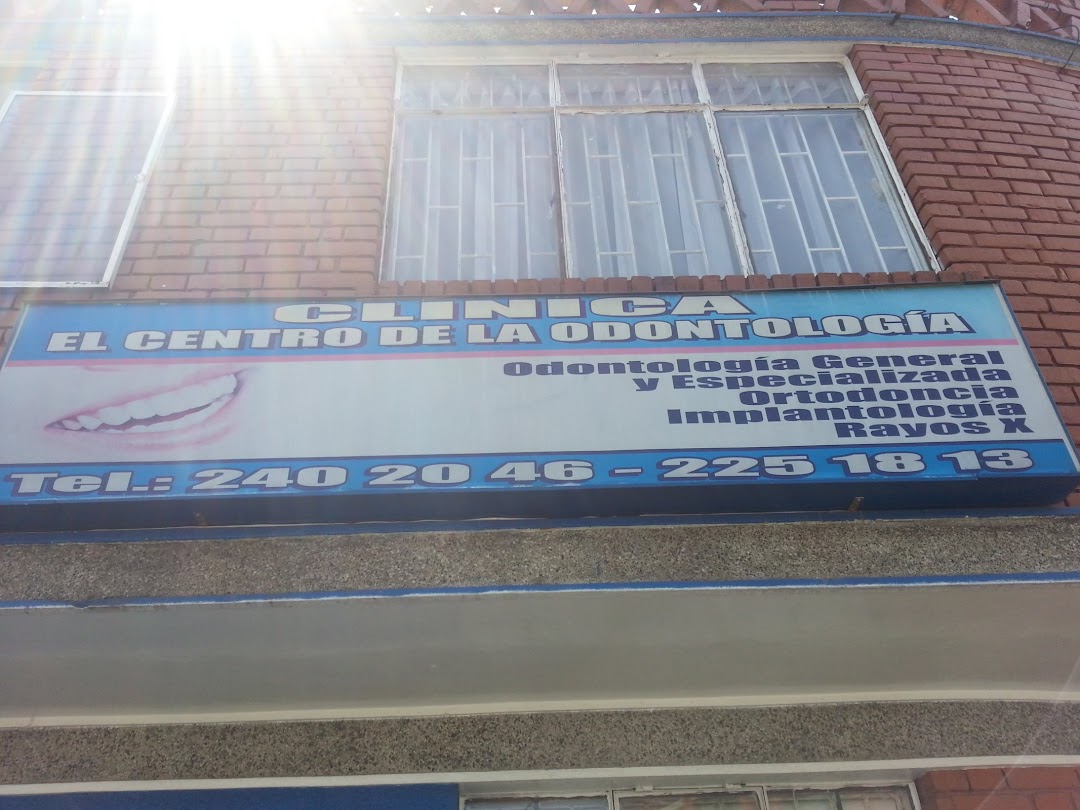 CLINICA
EL CENTRO DE LA ODONTOLOGÍA
Odontología General
y Especializada
Ortodoncia
Implantología
Rayos X
Tel.: 240 20 46 - 225 18 13